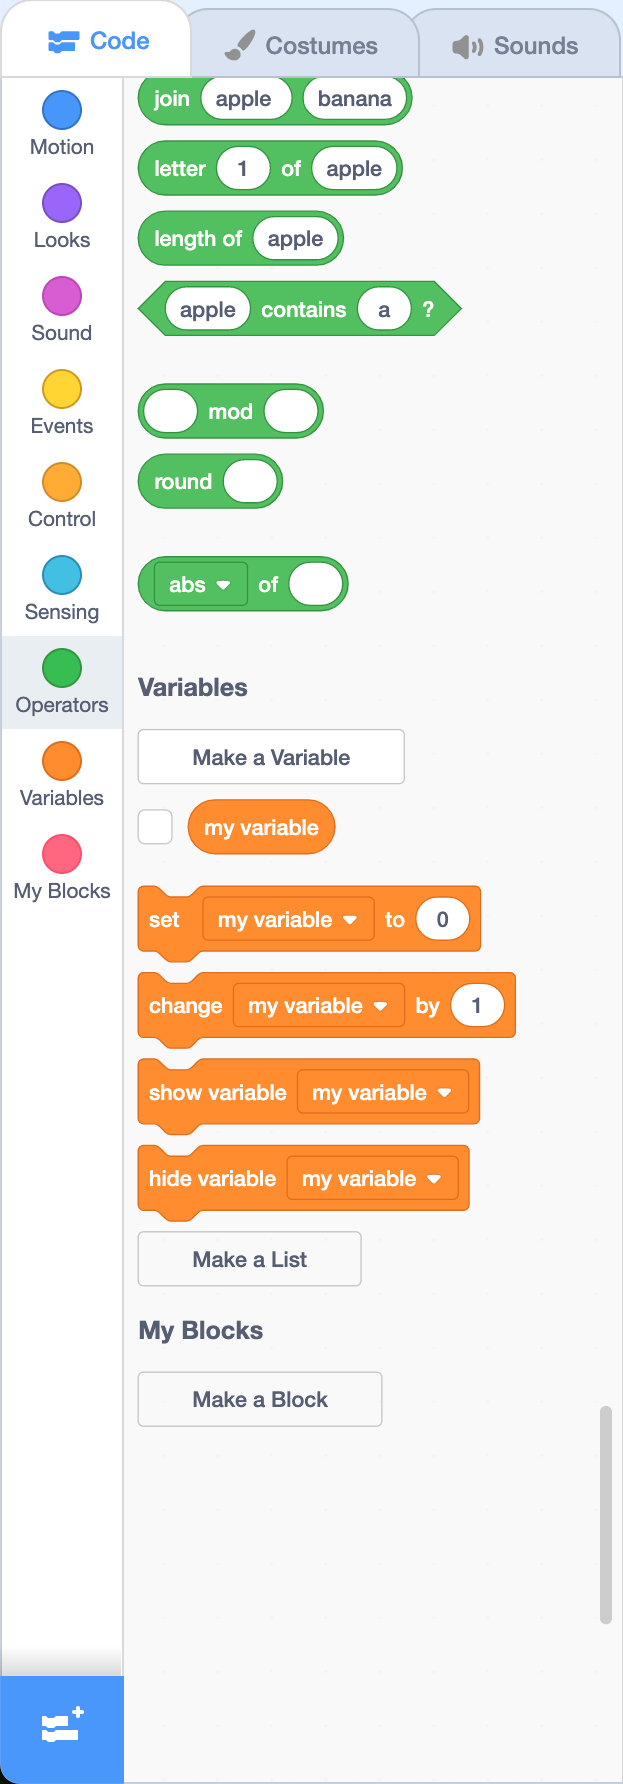 Code Costumes Sounds
Motion
Looks
Sound
Events
Control
Sensing
Operators
Variables
My Blocks
join apple banana
letter 1 of apple
length of apple
apple contains a ?
mod
round
abs of
Variables
Make a Variable
my variable
set my variable to 0
change my variable by 1
show variable my variable
hide variable my variable
Make a List
My Blocks
Make a Block